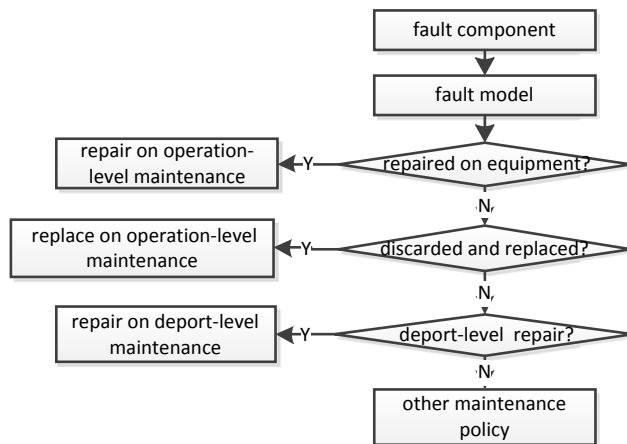 fault component
fault model
repair on operation-
level maintenance
Y
repaired on equipment?
N
replace on operation-level
maintenance
Y
discarded and replaced?
N
repair on deport-level
maintenance
Y
deport-level repair?
N
other maintenance
policy